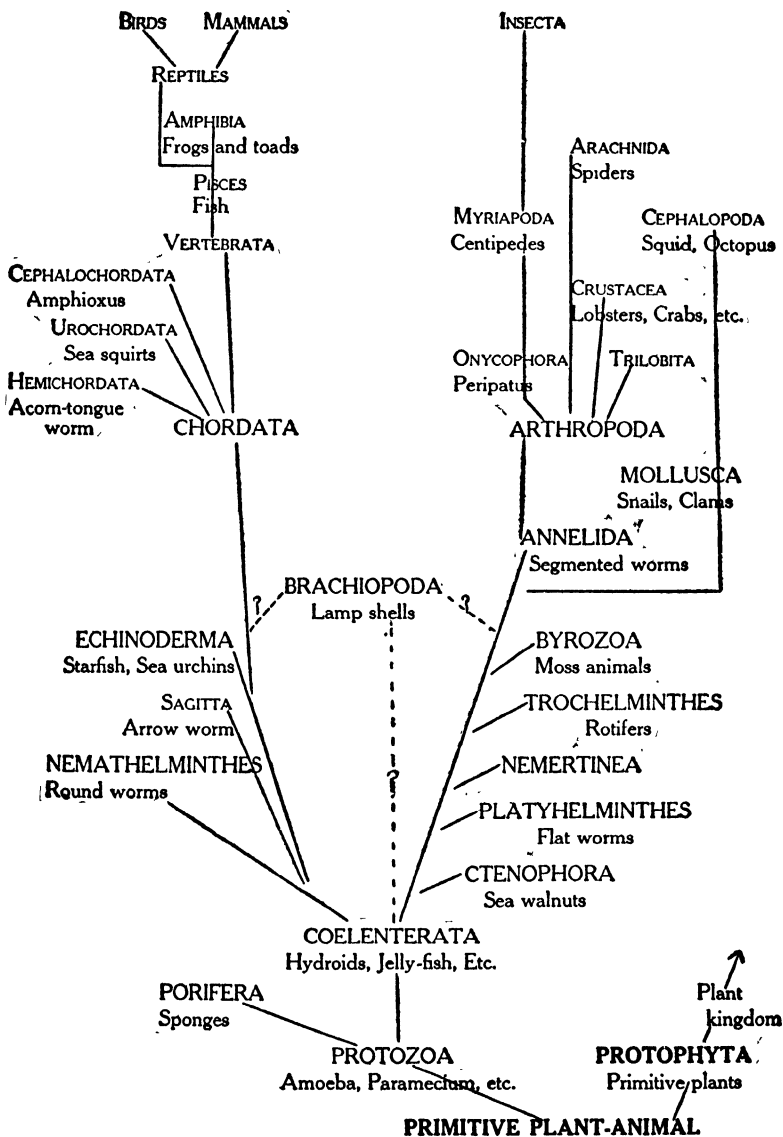 BIRDS MAMMALS
INSECTA
REPTILES
AMPHIBIA
Frogs and toads
ARACHNIDA
Spiders
PISCES
Fish
MYRIAPODA
Centipedes
CEPHALOPODA
Squid, Octopus
VERTEBRATA
CEPHALOCHORDATA
Amphioxus
CRUSTACEA
Lobsters, Crabs, etc.
UROCHORDATA
Sea squirts
ONYCOPHORA
Peripatus
TRILOBITA
HEMICHORDATA
Acorn-tongue
worm
CHORDATA
ARTHROPODA
MOLLUSCA
Snails, Clams
ANNELIDA
Segmented worms
? BRACHIOPODA ?
Lamp shells
ECHINODERMA
Starfish, Sea urchins
BYROZOA
Moss animals
SAGITTA
Arrow worm
TROCHELMINTHES
Rotifers
NEMATHELMINTHES
Round worms
NEMERTINEA
?
PLATYHELMINTHES
Flat worms
CTENOPHORA
Sea walnuts
COELENTERATA
Hydroids, Jelly-fish, Etc.
PORIFERA
Sponges
Plant
kingdom
PROTOZOA
Amoeba, Paramecium, etc.
PROTOPHYTA
Primitive plants
PRIMITIVE PLANT-ANIMAL